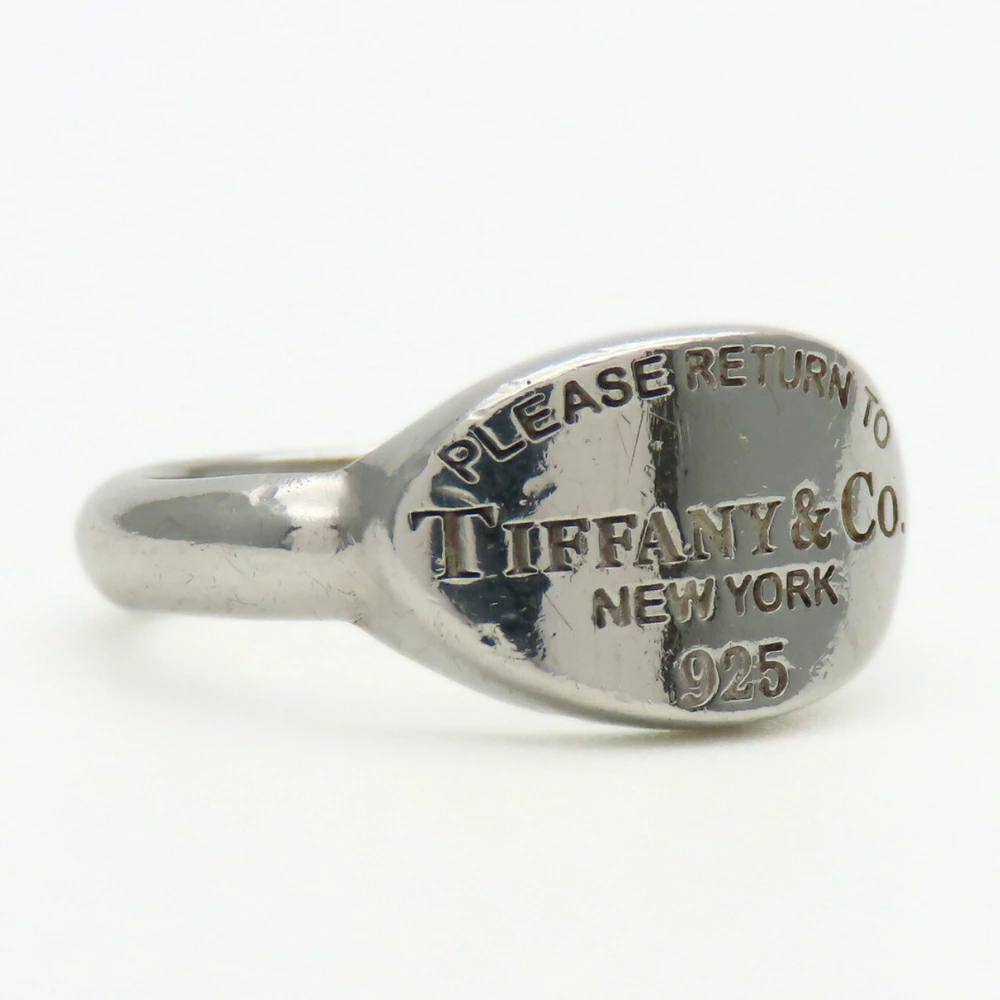 PLEASE RETURN TO
TIFFANY & CO.
NEW YORK
925